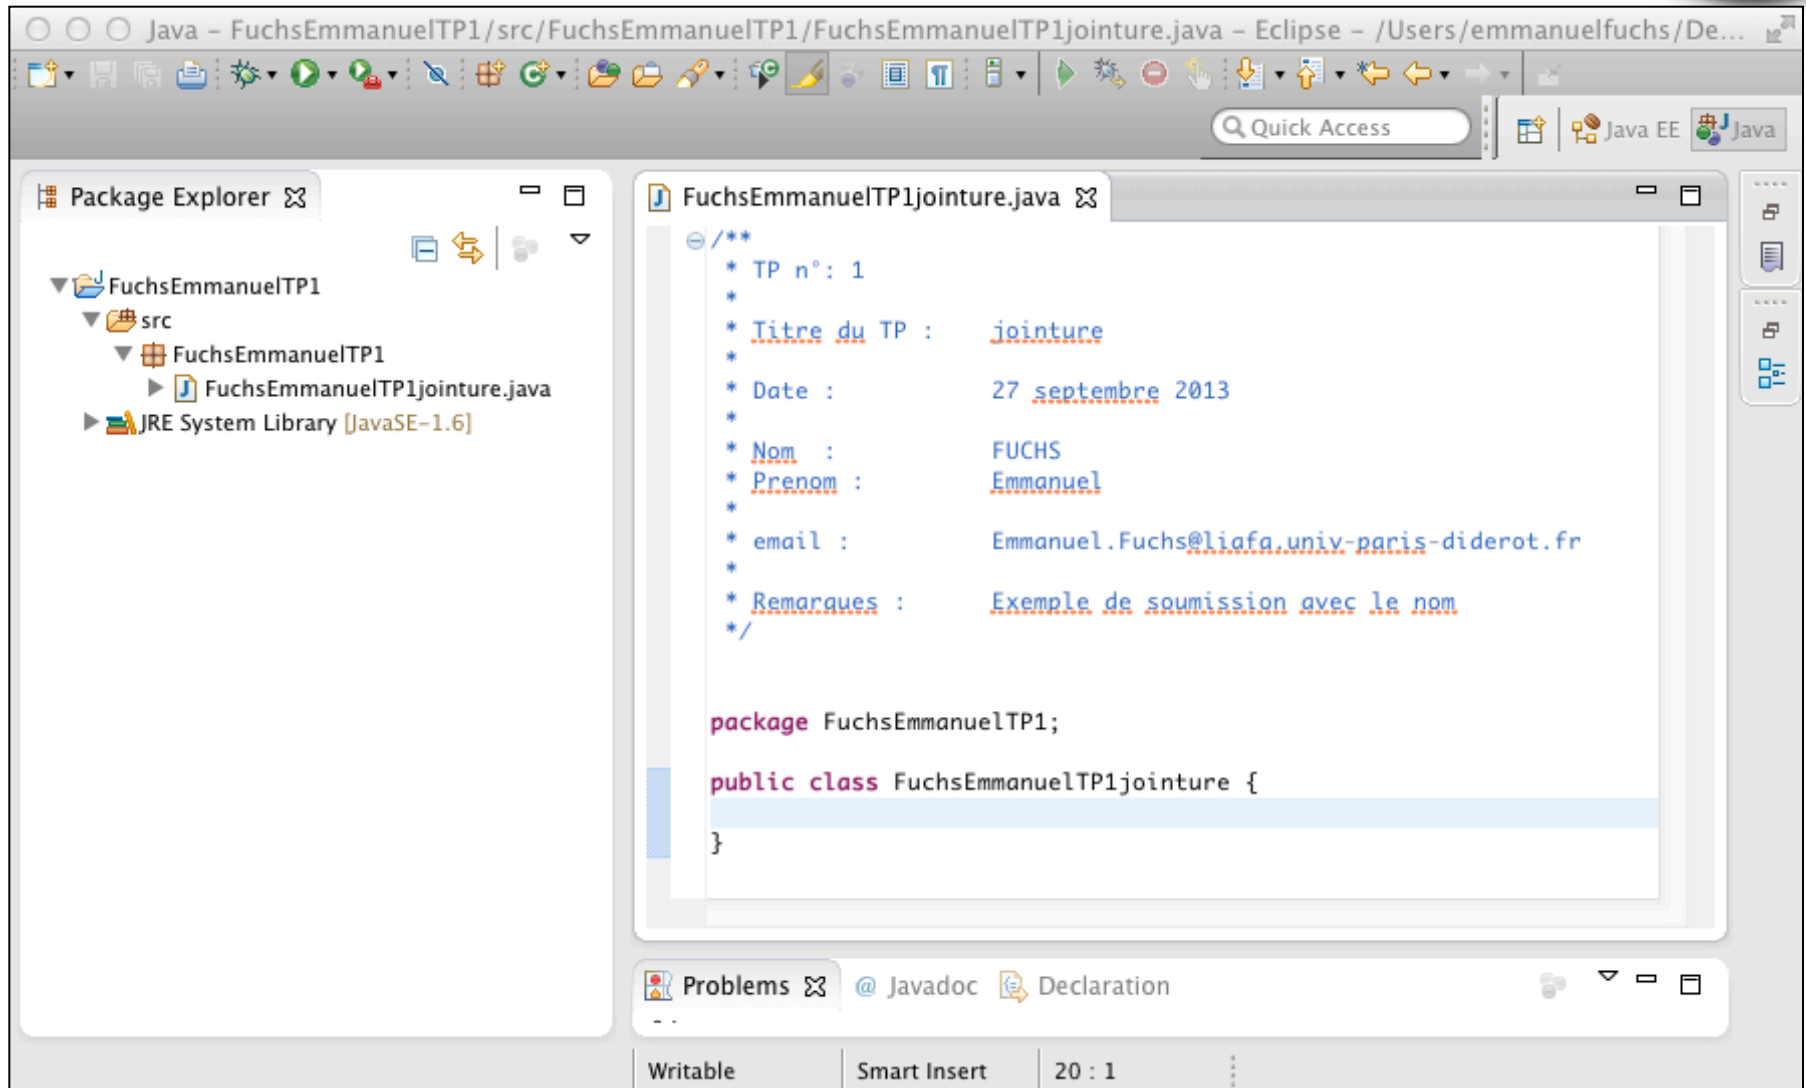 Java – FuchsEmmanuelTP1/src/FuchsEmmanuelTP1/FuchsEmmanuelTP1jointure.java – Eclipse – /Users/emmanuelfuchs/De...
Quick Access
Java EE
Java
Package Explorer
FuchsEmmanuelTP1
src
FuchsEmmanuelTP1
FuchsEmmanuelTP1jointure.java
JRE System Library [JavaSE-1.6]
FuchsEmmanuelTP1jointure.java
/**
* TP n°: 1
*
* Titre du TP : jointure
*
* Date : 27 septembre 2013
*
* Nom : FUCHS
* Prenom : Emmanuel
*
* email : Emmanuel.Fuchs@liafa.univ-paris-diderot.fr
*
* Remarques : Exemple de soumission avec le nom
*/
package FuchsEmmanuelTP1;
public class FuchsEmmanuelTP1jointure {
}
Problems
@ Javadoc
Declaration
Writable
Smart Insert
20 : 1